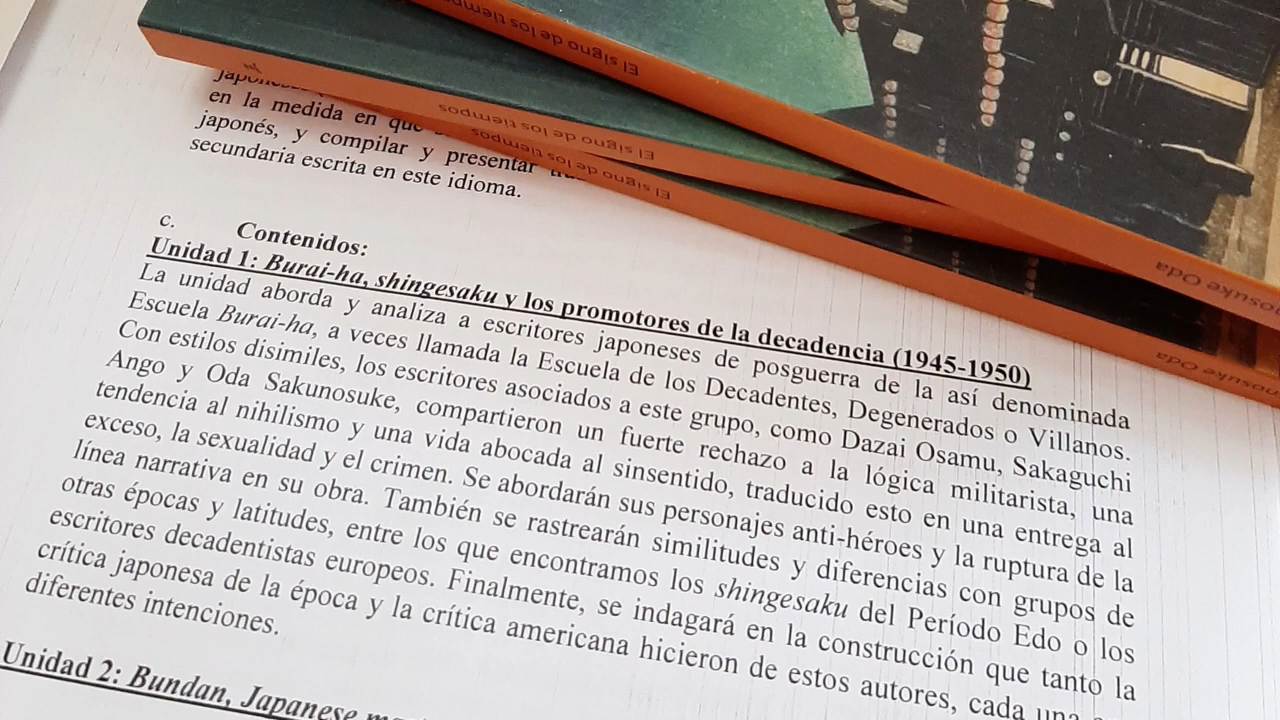 El signo de los tiempos
El signo de los tiempos
El signo de los tiempos
Oda
Oda
en la medida en que
japonés, y compilar y presentar
secundaria escrita en este idioma.
c. Contenidos:
Unidad 1: Burai-ha, shingesaku y los promotores de la decadencia (1945-1950)
La unidad aborda y analiza a escritores japoneses de posguerra de la así denominada
Escuela Burai-ha, a veces llamada la Escuela de los Decadentes, Degenerados o Villanos.
Con estilos disimiles, los escritores asociados a este grupo, como Dazai Osamu, Sakaguchi
Ango y Oda Sakunosuke, compartieron un fuerte rechazo a la lógica militarista, una
tendencia al nihilismo y una vida abocada al sinsentido, traducido esto en una entrega al
exceso, la sexualidad y el crimen. Se abordarán sus personajes anti-héroes y la ruptura de la
línea narrativa en su obra. También se rastrearán similitudes y diferencias con grupos de
otras épocas y latitudes, entre los que encontramos los shingesaku del Período Edo o los
escritores decadentistas europeos. Finalmente, se indagará en la construcción que tanto la
crítica japonesa de la época y la crítica americana hicieron de estos autores, cada una
diferentes intenciones.
Unidad 2: Bundan, Japanese